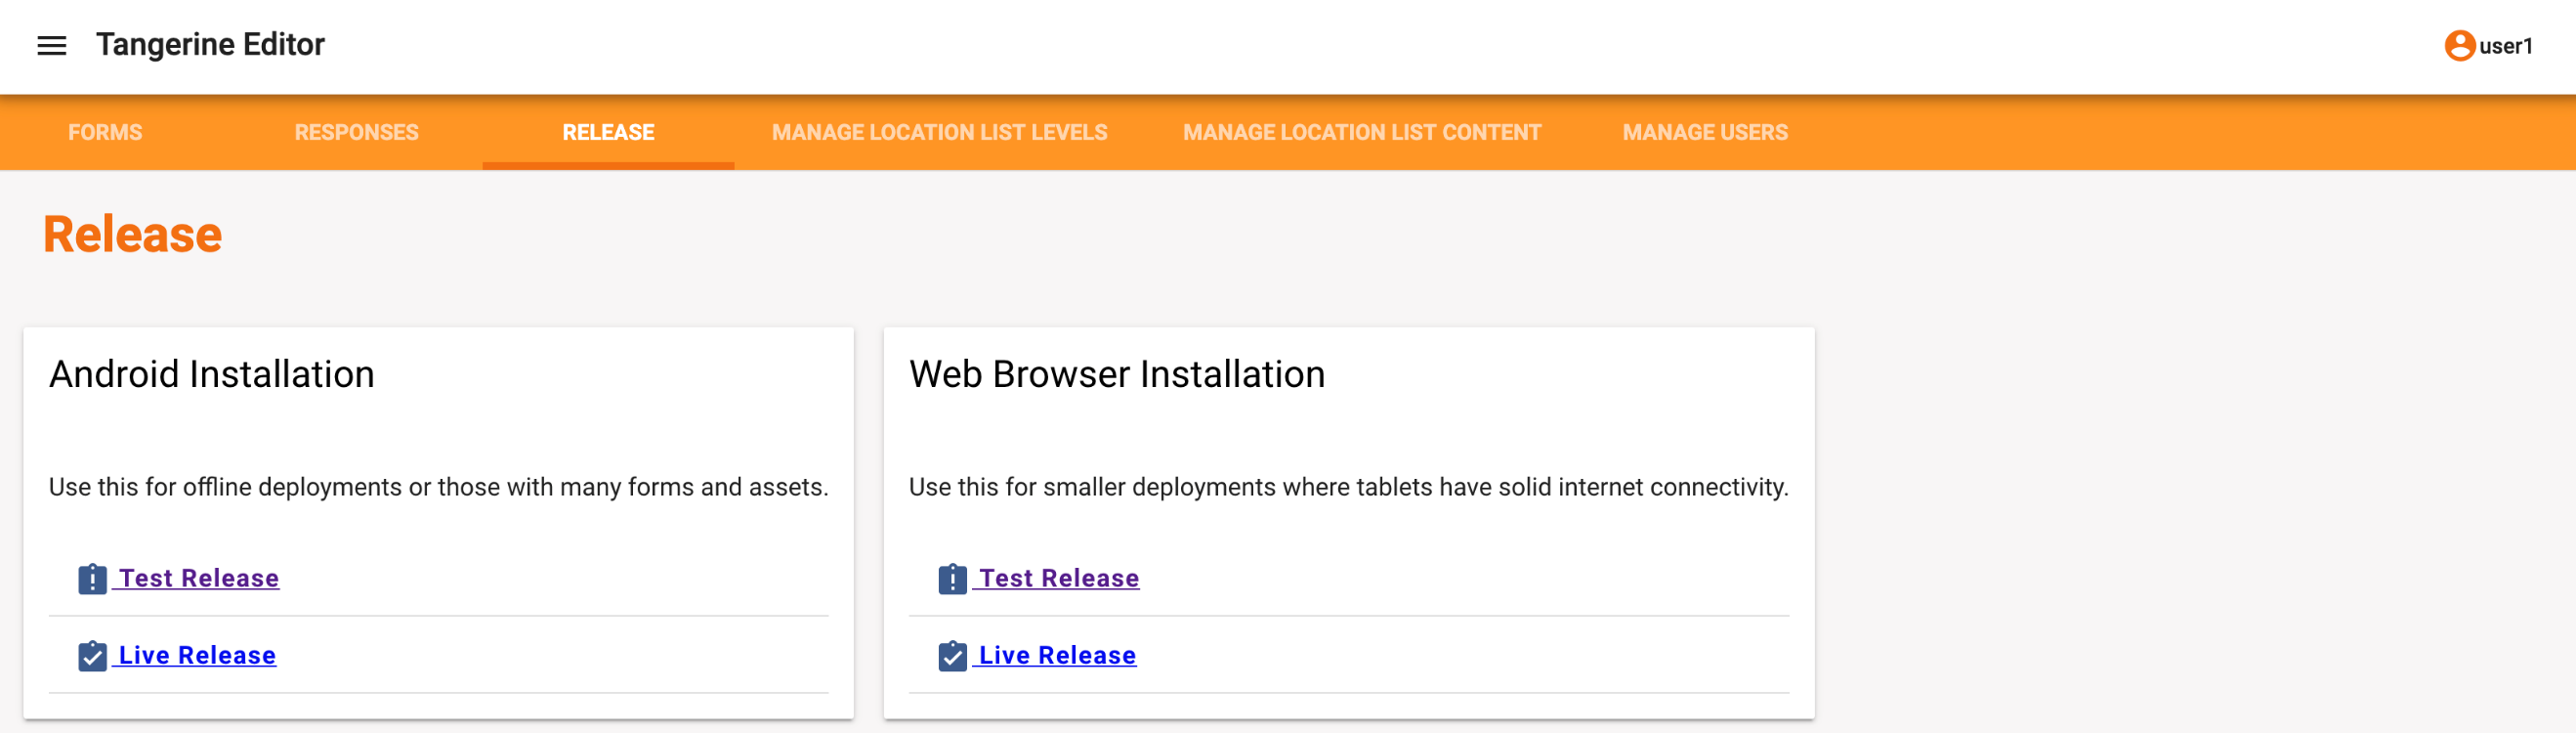 Tangerine Editor
user1
FORMS RESPONSES RELEASE MANAGE LOCATION LIST LEVELS MANAGE LOCATION LIST CONTENT MANAGE USERS
Release
Android Installation
Use this for offline deployments or those with many forms and assets.
Test Release
Live Release
Web Browser Installation
Use this for smaller deployments where tablets have solid internet connectivity.
Test Release
Live Release